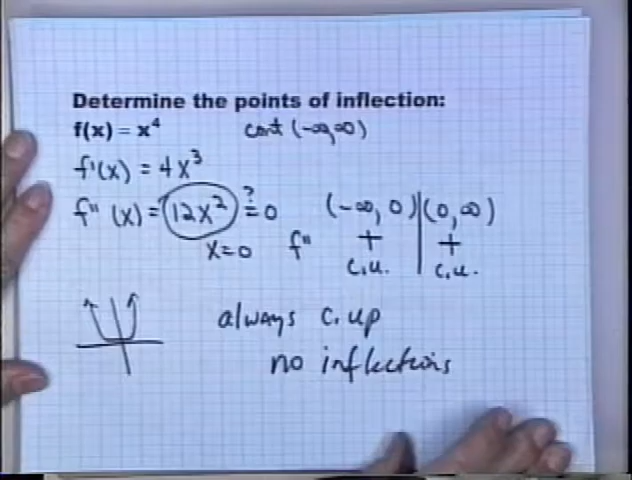 Determine the points of inflection:
f(x) = x⁴ cont (-∞,∞)
f'(x) = 4x³
f''(x) = 12x² ≟ 0 (-∞, 0) | (0, ∞)
x=0 f'' + | +
c.u. | c.u.
always c. up
no inflections